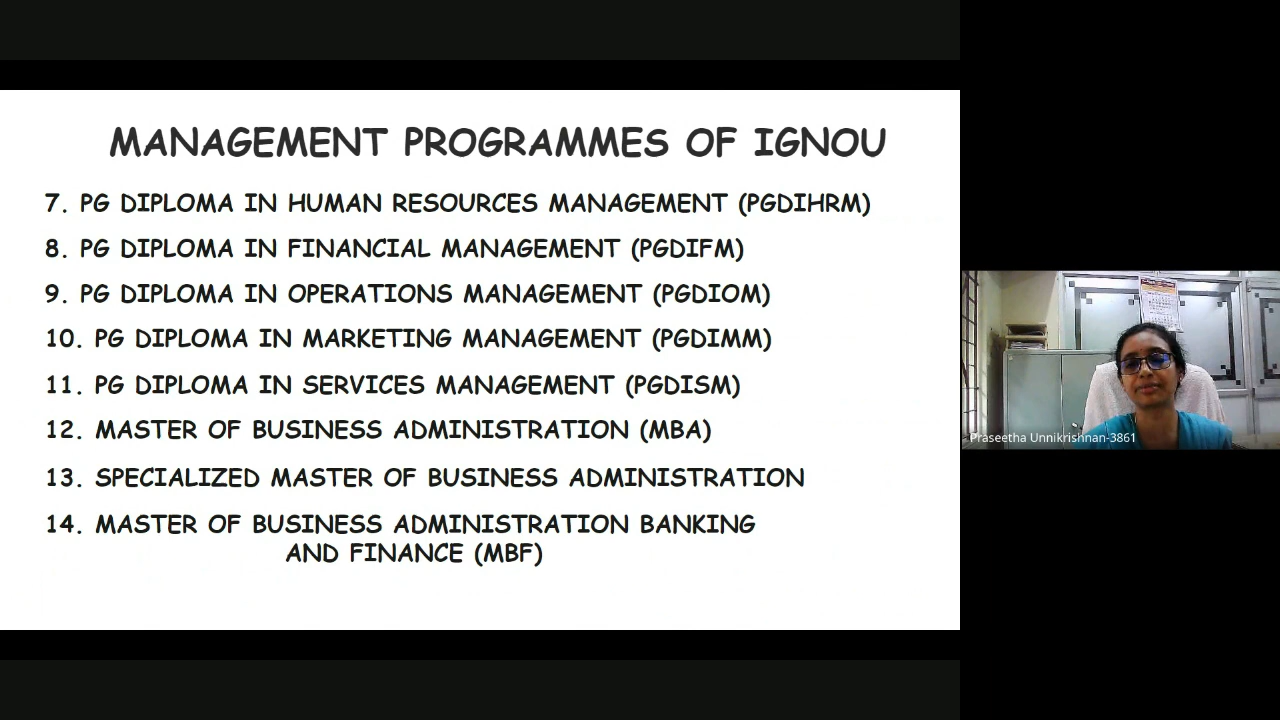 MANAGEMENT PROGRAMMES OF IGNOU
7. PG DIPLOMA IN HUMAN RESOURCES MANAGEMENT (PGDIHRM)
8. PG DIPLOMA IN FINANCIAL MANAGEMENT (PGDIFM)
9. PG DIPLOMA IN OPERATIONS MANAGEMENT (PGDIOM)
10. PG DIPLOMA IN MARKETING MANAGEMENT (PGDIMM)
11. PG DIPLOMA IN SERVICES MANAGEMENT (PGDISM)
12. MASTER OF BUSINESS ADMINISTRATION (MBA)
13. SPECIALIZED MASTER OF BUSINESS ADMINISTRATION
14. MASTER OF BUSINESS ADMINISTRATION BANKING
AND FINANCE (MBF)
Praseetha Unnikrishnan-3861